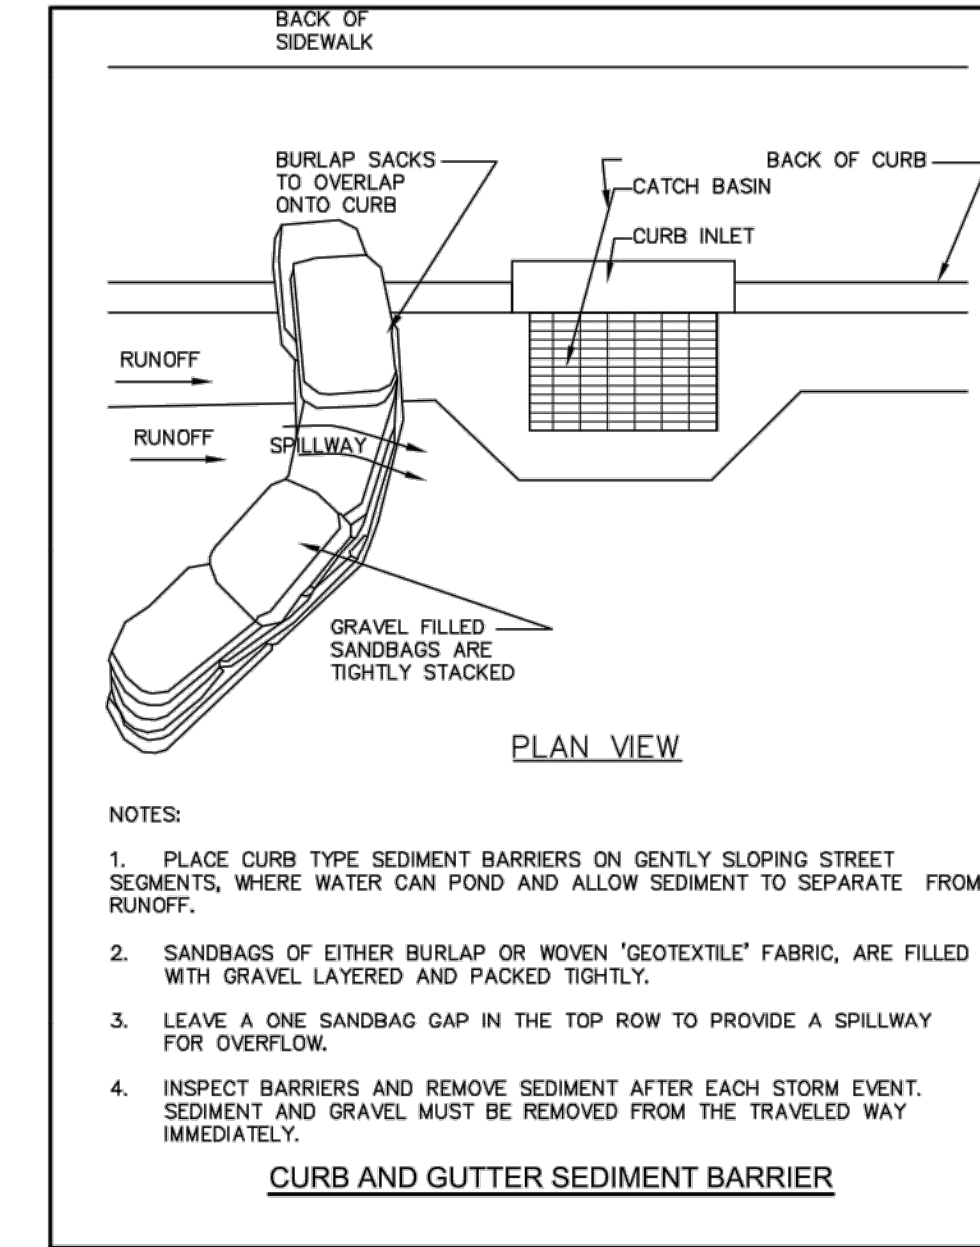 BACK OF
SIDEWALK
BURLAP SACKS
TO OVERLAP
ONTO CURB
BACK OF CURB
CATCH BASIN
CURB INLET
RUNOFF
RUNOFF
SPILLWAY
GRAVEL FILLED
SANDBAGS ARE
TIGHTLY STACKED
PLAN VIEW
NOTES:
1. PLACE CURB TYPE SEDIMENT BARRIERS ON GENTLY SLOPING STREET
SEGMENTS, WHERE WATER CAN POND AND ALLOW SEDIMENT TO SEPARATE FROM
RUNOFF.
2. SANDBAGS OF EITHER BURLAP OR WOVEN 'GEOTEXTILE' FABRIC, ARE FILLED
WITH GRAVEL LAYERED AND PACKED TIGHTLY.
3. LEAVE A ONE SANDBAG GAP IN THE TOP ROW TO PROVIDE A SPILLWAY
FOR OVERFLOW.
4. INSPECT BARRIERS AND REMOVE SEDIMENT AFTER EACH STORM EVENT.
SEDIMENT AND GRAVEL MUST BE REMOVED FROM THE TRAVELED WAY
IMMEDIATELY.
CURB AND GUTTER SEDIMENT BARRIER